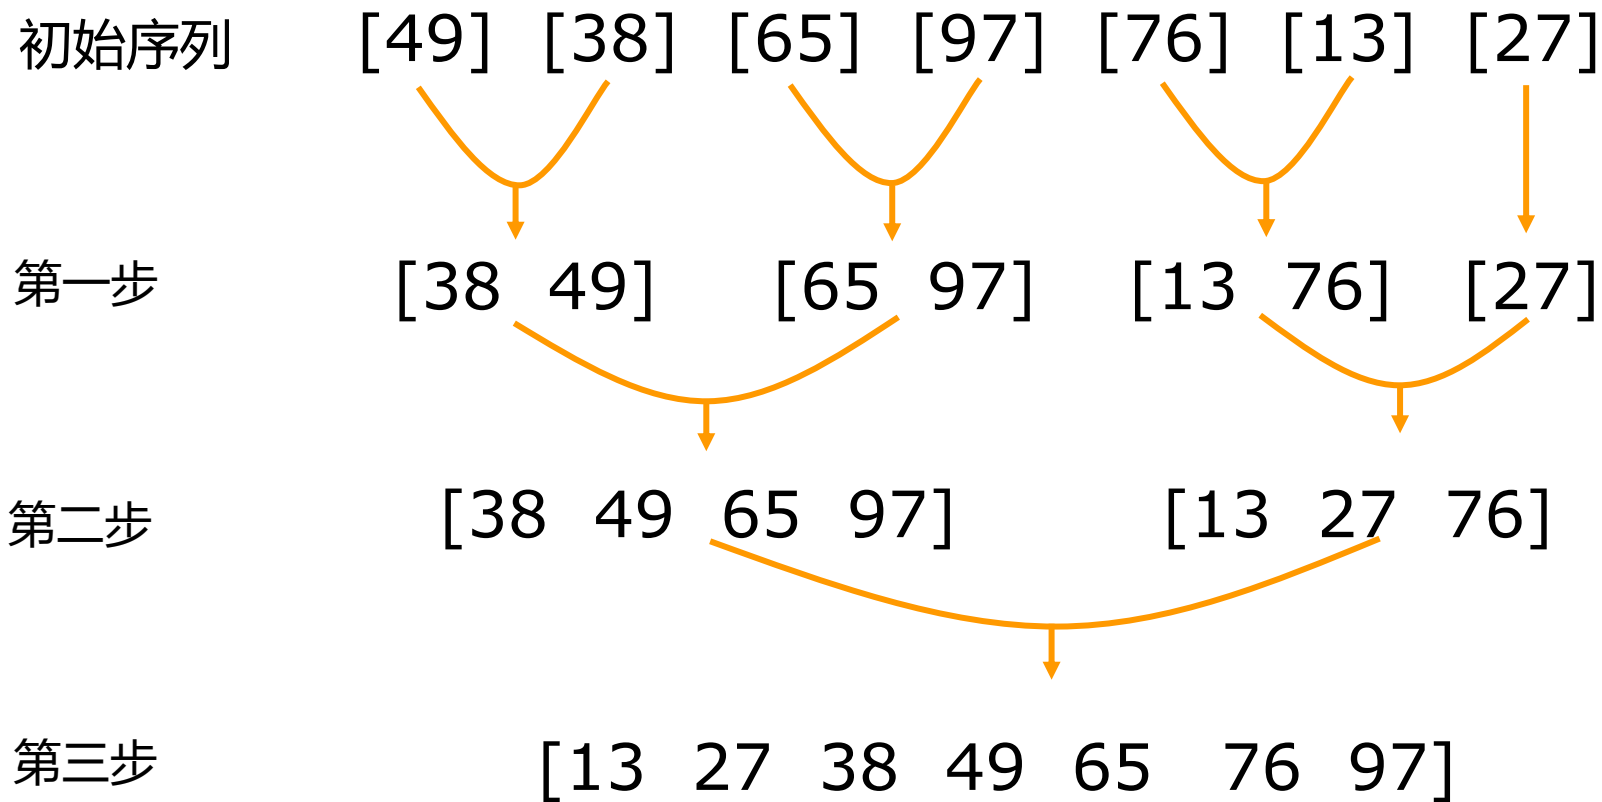 初始序列 [49] [38] [65] [97] [76] [13] [27]
第一步 [38 49] [65 97] [13 76] [27]
第二步 [38 49 65 97] [13 27 76]
第三步 [13 27 38 49 65 76 97]